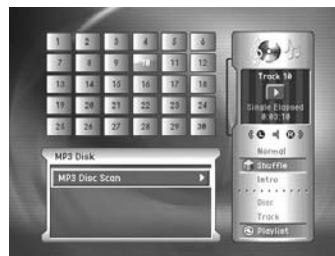 1 2 3 4 5 6
7 8 9 10 11 12
13 14 15 16 17 18
19 20 21 22 23 24
25 26 27 28 29 30
MP3 Disk
MP3 Disc Scan
Track 10
Single Elapsed
0:03:10
L R
Normal
Shuffle
Intro
Disc
Track
Playlist